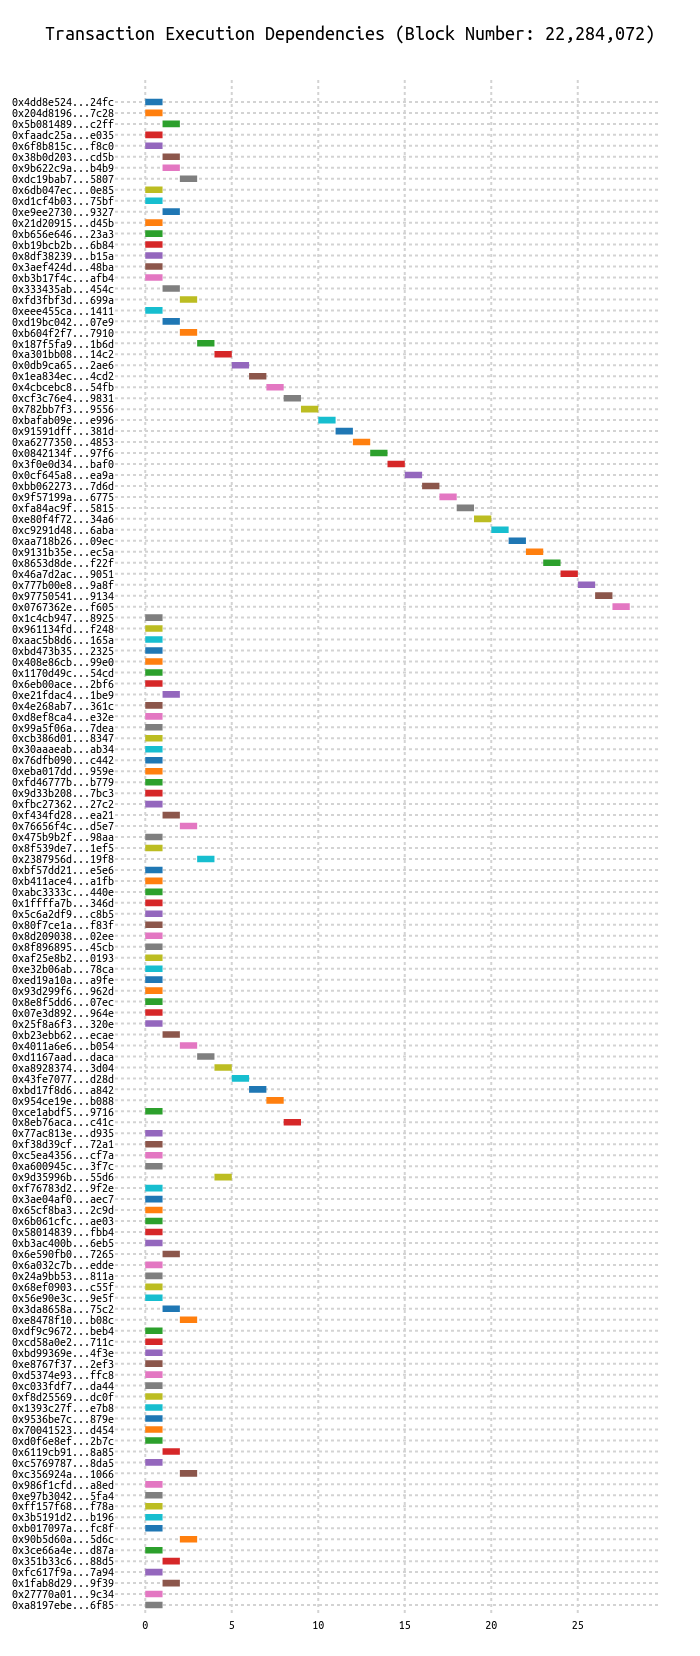 Transaction Execution Dependencies (Block Number: 22,284,072)
0x4dd8e524...24fc
0x204d8196...7c28
0x5b081489...c2ff
0xfaadc25a...e035
0x6f8b815c...f8c0
0x38b0d203...cd5b
0x9b622c9a...b4b9
0xdc19bab7...5807
0x6db047ec...0e85
0xd1cf4b03...75bf
0xe9ee2730...9327
0x21d20915...d45b
0xb656e646...23a3
0xb19bcb2b...6b84
0x8df38239...b15a
0x3aef424d...48ba
0xb3b17f4c...afb4
0x333435ab...454c
0xfd3fbf3d...699a
0xeee455ca...1411
0xd19bc042...07e9
0xb604f2f7...7910
0x187f5fa9...1b6d
0xa301bb08...14c2
0x0db9ca65...2ae6
0x1ea834ec...4cd2
0x4cbcebc8...54fb
0xcf3c76e4...9831
0x782bb7f3...9556
0xbafab09e...e996
0x91591dff...381d
0xa6277350...4853
0x0842134f...97f6
0x3f0e0d34...baf0
0x0cf645a8...ea9a
0xbb062273...7d6d
0x9f57199a...6775
0xfa84ac9f...5815
0xe80f4f72...34a6
0xc9291d48...6aba
0xaa718b26...09ec
0x9131b35e...ec5a
0x8653d8de...f22f
0x46a7d2ac...9051
0x777b00e8...9a8f
0x97750541...9134
0x0767362e...f605
0x1c4cb947...8925
0x961134fd...f248
0xaac5b8d6...165a
0xbd473b35...2325
0x408e86cb...99e0
0x1170d49c...54cd
0x6eb00ace...2bf6
0xe21fdac4...1be9
0x4e268ab7...361c
0xd8ef8ca4...e32e
0x99a5f06a...7dea
0xcb386d01...8347
0x30aaaeab...ab34
0x76dfb090...c442
0xeba017dd...959e
0xfd46777b...b779
0x9d33b208...7bc3
0xfbc27362...27c2
0xf434fd28...ea21
0x76656f4c...d5e7
0x475b9b2f...98aa
0x8f539de7...1ef5
0x2387956d...19f8
0xbf57dd21...e5e6
0xb411ace4...a1fb
0xabc3333c...440e
0x1ffffa7b...346d
0x5c6a2df9...c8b5
0x80f7ce1a...f83f
0x8d209038...02ee
0x8f896895...45cb
0xaf25e8b2...0193
0xe32b06ab...78ca
0xed19a10a...a9fe
0x93d299f6...962d
0x8e8f5dd6...07ec
0x07e3d892...964e
0x25f8a6f3...320e
0xb23ebb62...ecae
0x4011a6e6...b054
0xd1167aad...daca
0xa8928374...3d04
0x43fe7077...d28d
0xbd17f8d6...a842
0x954ce19e...b088
0xce1abdf5...9716
0x8eb76aca...c41c
0x77ac813e...d935
0xf38d39cf...72a1
0xc5ea4356...cf7a
0xa600945c...3f7c
0x9d35996b...55d6
0xf76783d2...9f2e
0x3ae04af0...aec7
0x65cf8ba3...2c9d
0x6b061cfc...ae03
0x58014839...fbb4
0xb3ac400b...6eb5
0x6e590fb0...7265
0x6a032c7b...edde
0x24a9bb53...811a
0x68ef0903...c55f
0x56e90e3c...9e5f
0x3da8658a...75c2
0xe8478f10...b08c
0xdf9c9672...beb4
0xcd58a0e2...711c
0xbd99369e...4f3e
0xe8767f37...2ef3
0xd5374e93...ffc8
0xc033fdf7...da44
0xf8d25569...dc0f
0x1393c27f...e7b8
0x9536be7c...879e
0x70041523...d454
0xd0f6e8ef...2b7c
0x6119cb91...8a85
0xc5769787...8da5
0xc356924a...1066
0x986f1cfd...a8ed
0xe97b3042...5fa4
0xff157f68...f78a
0x3b5191d2...b196
0xb017097a...fc8f
0x90b5d60a...5d6c
0x3ce66a4e...d87a
0x351b33c6...88d5
0xfc617f9a...7a94
0x1fab8d29...9f39
0x27770a01...9c34
0xa8197ebe...6f85
0 5 10 15 20 25